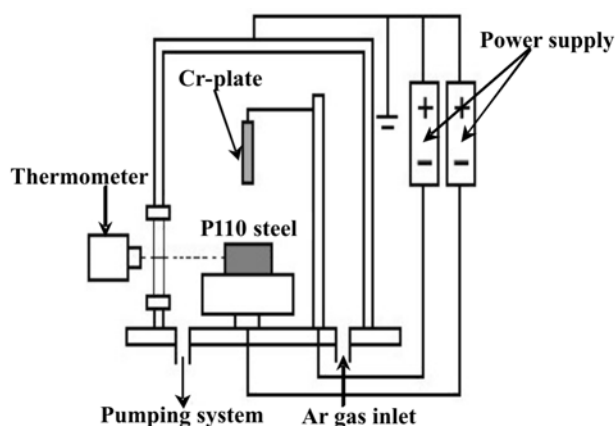 Power supply
Cr-plate
+ +
- -
Thermometer
P110 steel
Pumping system
Ar gas inlet